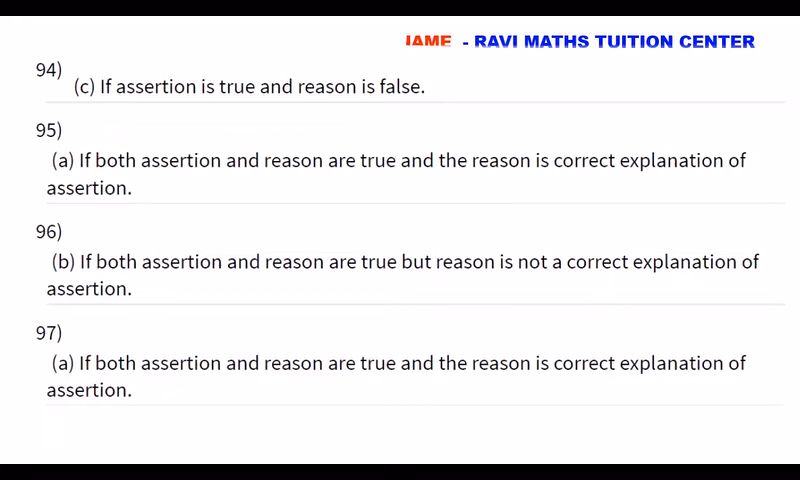 - RAVI MATHS TUITION CENTER
94)
(c) If assertion is true and reason is false.
95)
(a) If both assertion and reason are true and the reason is correct explanation of
assertion.
96)
(b) If both assertion and reason are true but reason is not a correct explanation of
assertion.
97)
(a) If both assertion and reason are true and the reason is correct explanation of
assertion.